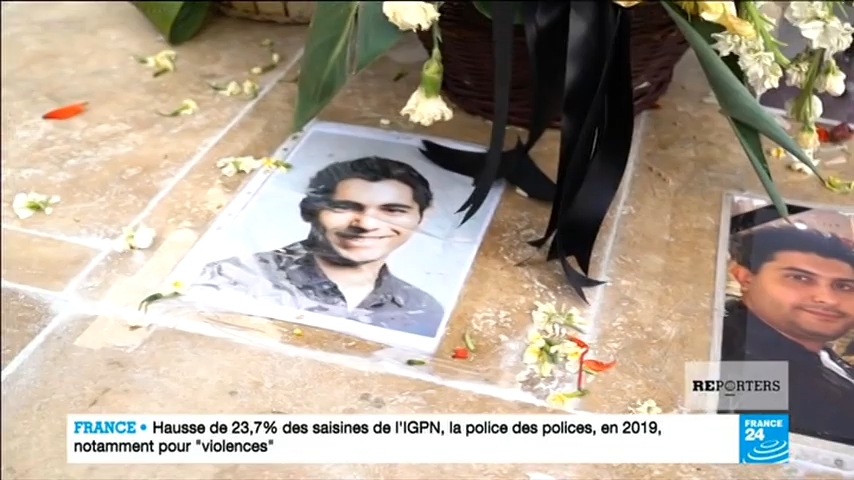 REPORTERS
FRANCE • Hausse de 23,7% des saisines de l'IGPN, la police des polices, en 2019,
notamment pour "violences"
FRANCE
24